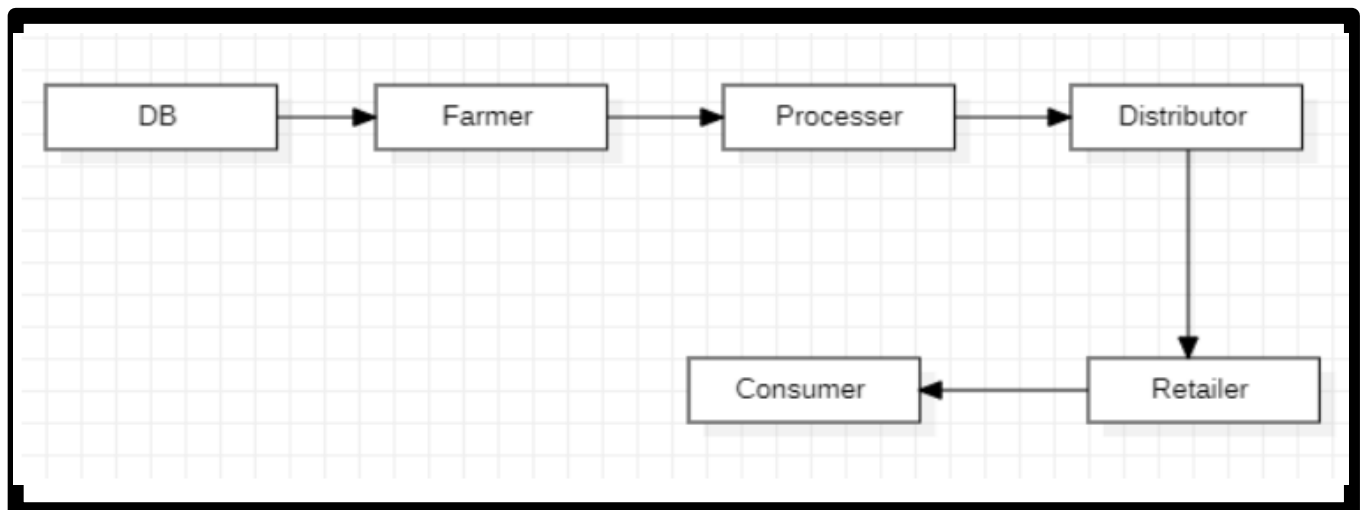 DB
Farmer
Processer
Distributor
Consumer
Retailer